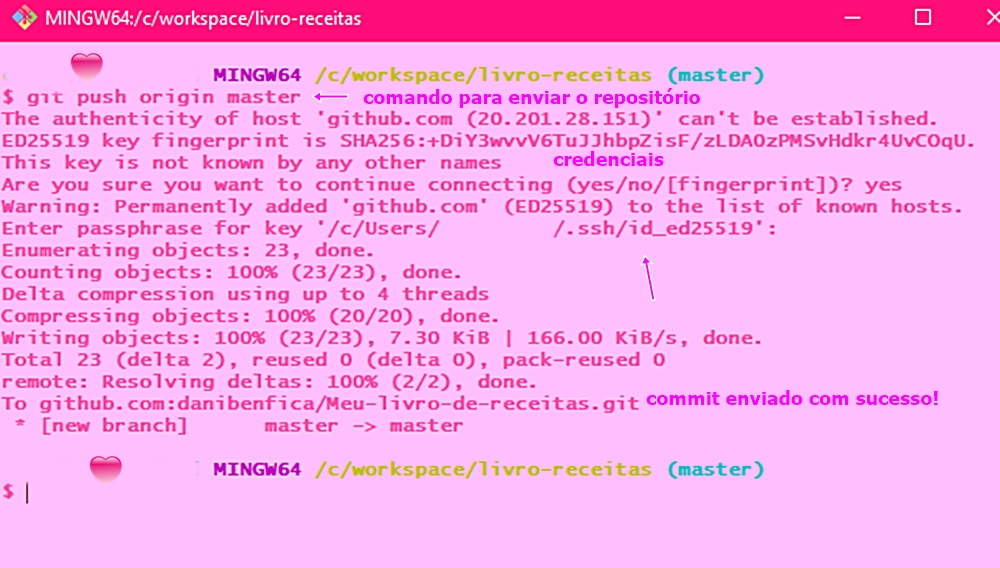 MINGW64:/c/workspace/livro-receitas
MINGW64 /c/workspace/livro-receitas (master)
$ git push origin master comando para enviar o repositório
The authenticity of host 'github.com (20.201.28.151)' can't be established.
ED25519 key fingerprint is SHA256:+DiY3wvvV6TuJJhbpZisF/zLDA0zPMSvHdkr4UvCOqU.
This key is not known by any other names credenciais
Are you sure you want to continue connecting (yes/no/[fingerprint])? yes
Warning: Permanently added 'github.com' (ED25519) to the list of known hosts.
Enter passphrase for key '/c/Users/ /.ssh/id_ed25519':
Enumerating objects: 23, done.
Counting objects: 100% (23/23), done.
Delta compression using up to 4 threads
Compressing objects: 100% (20/20), done.
Writing objects: 100% (23/23), 7.30 KiB | 166.00 KiB/s, done.
Total 23 (delta 2), reused 0 (delta 0), pack-reused 0
remote: Resolving deltas: 100% (2/2), done.
To github.com:danibenfica/Meu-livro-de-receitas.git commit enviado com sucesso!
* [new branch] master -> master
MINGW64 /c/workspace/livro-receitas (master)
$